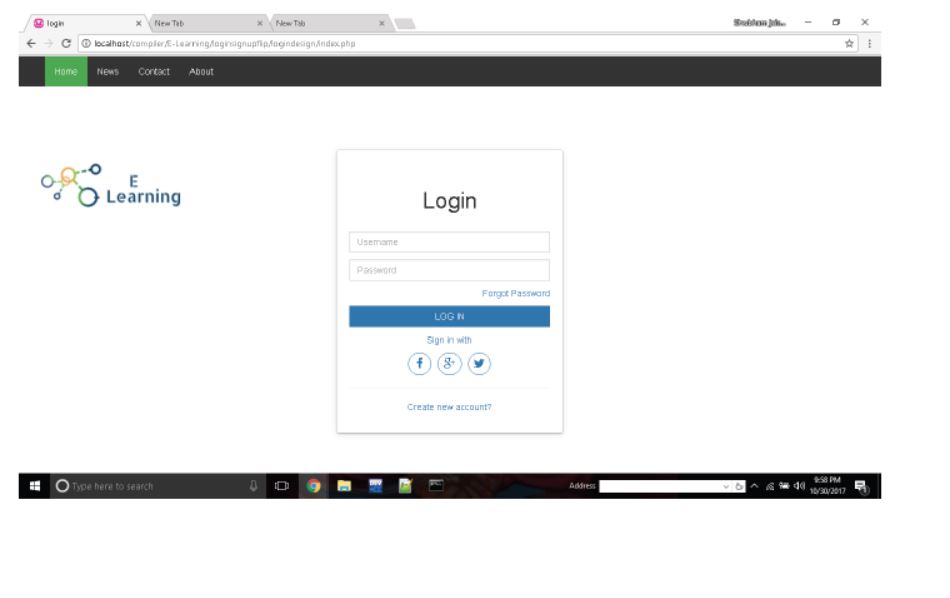 login
New Tab
New Tab
localhost/compiler/E-Learning/loginsignupflip/logindesign/index.php
Home News Contact About
E
Learning
Login
Username
Password
Forgot Password
LOG IN
Sign in with
f g+
Create new account?
Type here to search
Address
9:58 PM
10/30/2017
1